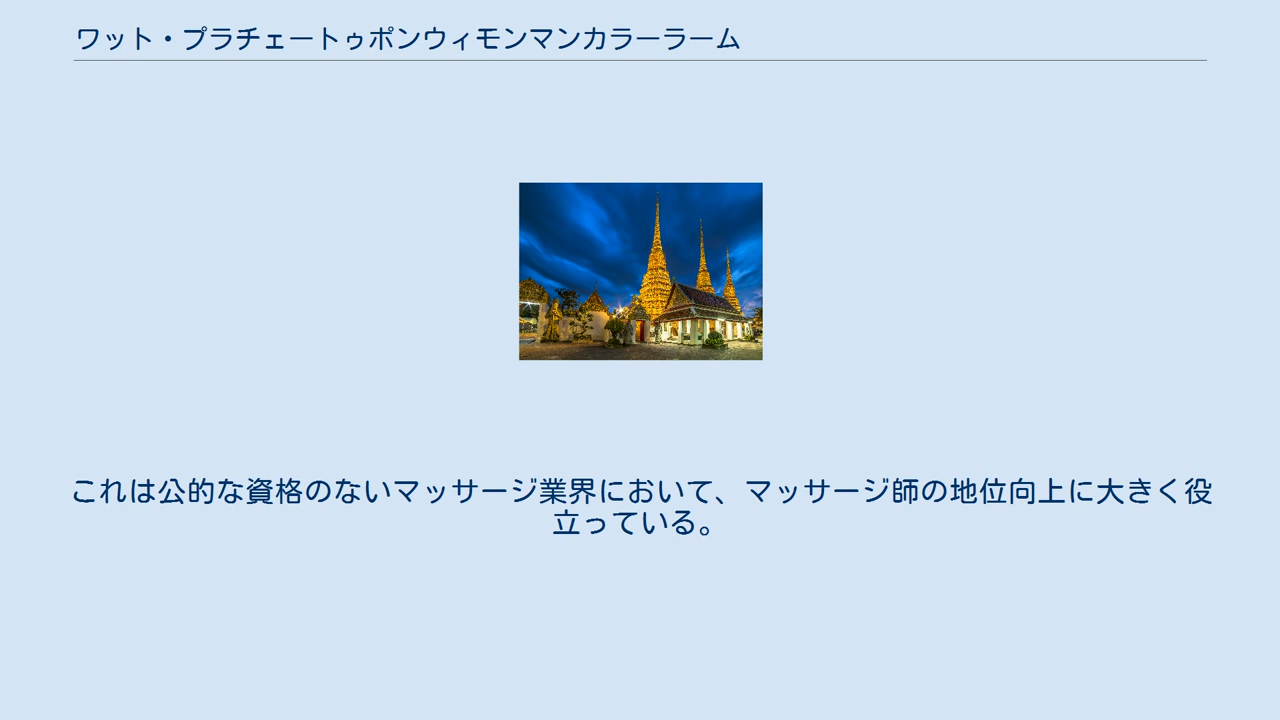 ワット・プラチェートゥポンウィモンマンカラーラーム
これは公的な資格のないマッサージ業界において、マッサージ師の地位向上に大きく役
立っている。